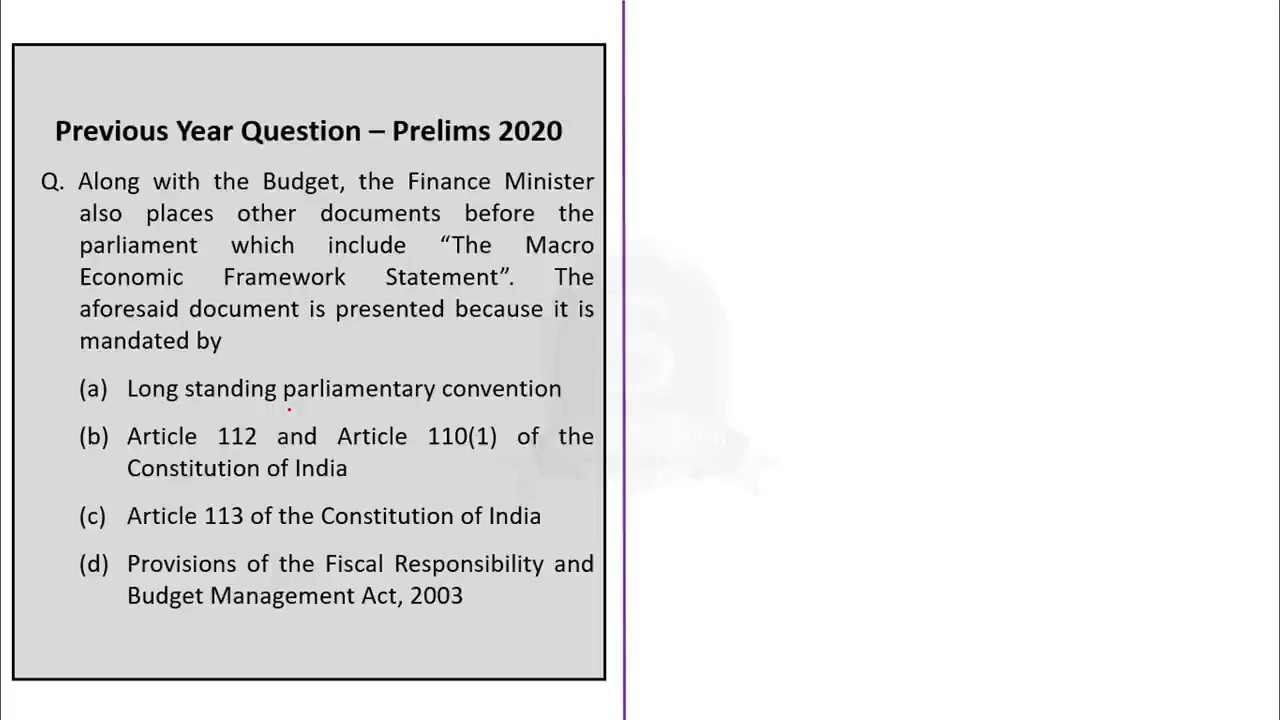 Previous Year Question – Prelims 2020
Q. Along with the Budget, the Finance Minister
also places other documents before the
parliament which include “The Macro
Economic Framework Statement”. The
aforesaid document is presented because it is
mandated by
(a) Long standing parliamentary convention
(b) Article 112 and Article 110(1) of the
Constitution of India
(c) Article 113 of the Constitution of India
(d) Provisions of the Fiscal Responsibility and
Budget Management Act, 2003